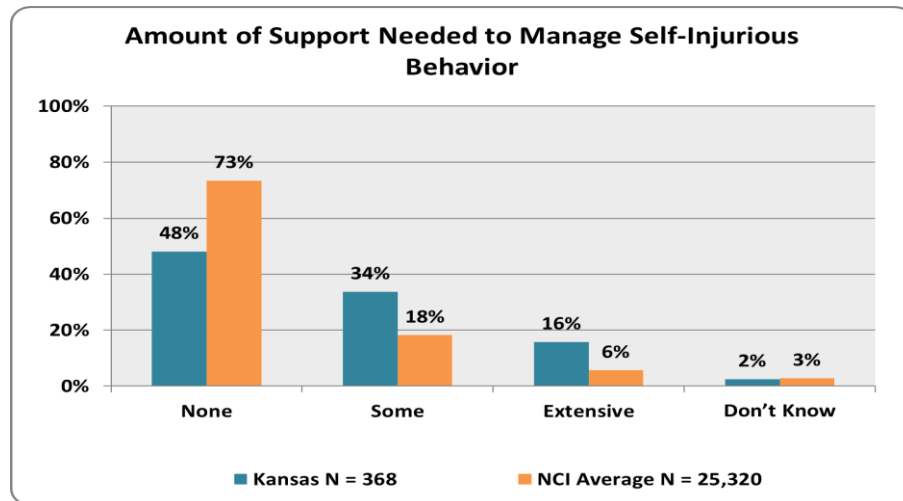 Amount of Support Needed to Manage Self-Injurious
Behavior
100%
80%
60%
40%
20%
0%
48%
73%
34%
18%
16%
6%
2%
3%
None
Some
Extensive
Don’t Know
Kansas N = 368
NCI Average N = 25,320